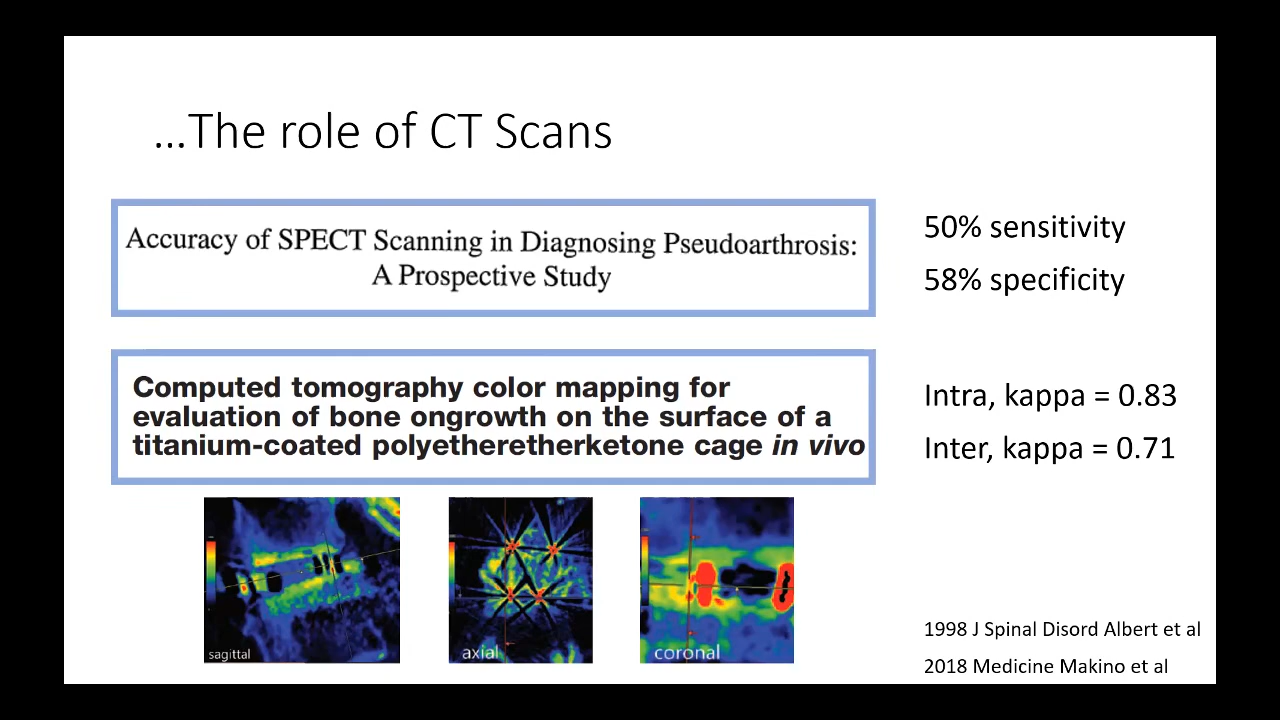 ...The role of CT Scans
Accuracy of SPECT Scanning in Diagnosing Pseudoarthrosis:
A Prospective Study
50% sensitivity
58% specificity
Computed tomography color mapping for
evaluation of bone ongrowth on the surface of a
titanium-coated polyetheretherketone cage in vivo
Intra, kappa = 0.83
Inter, kappa = 0.71
sagittal
axial
coronal
1998 J Spinal Disord Albert et al
2018 Medicine Makino et al